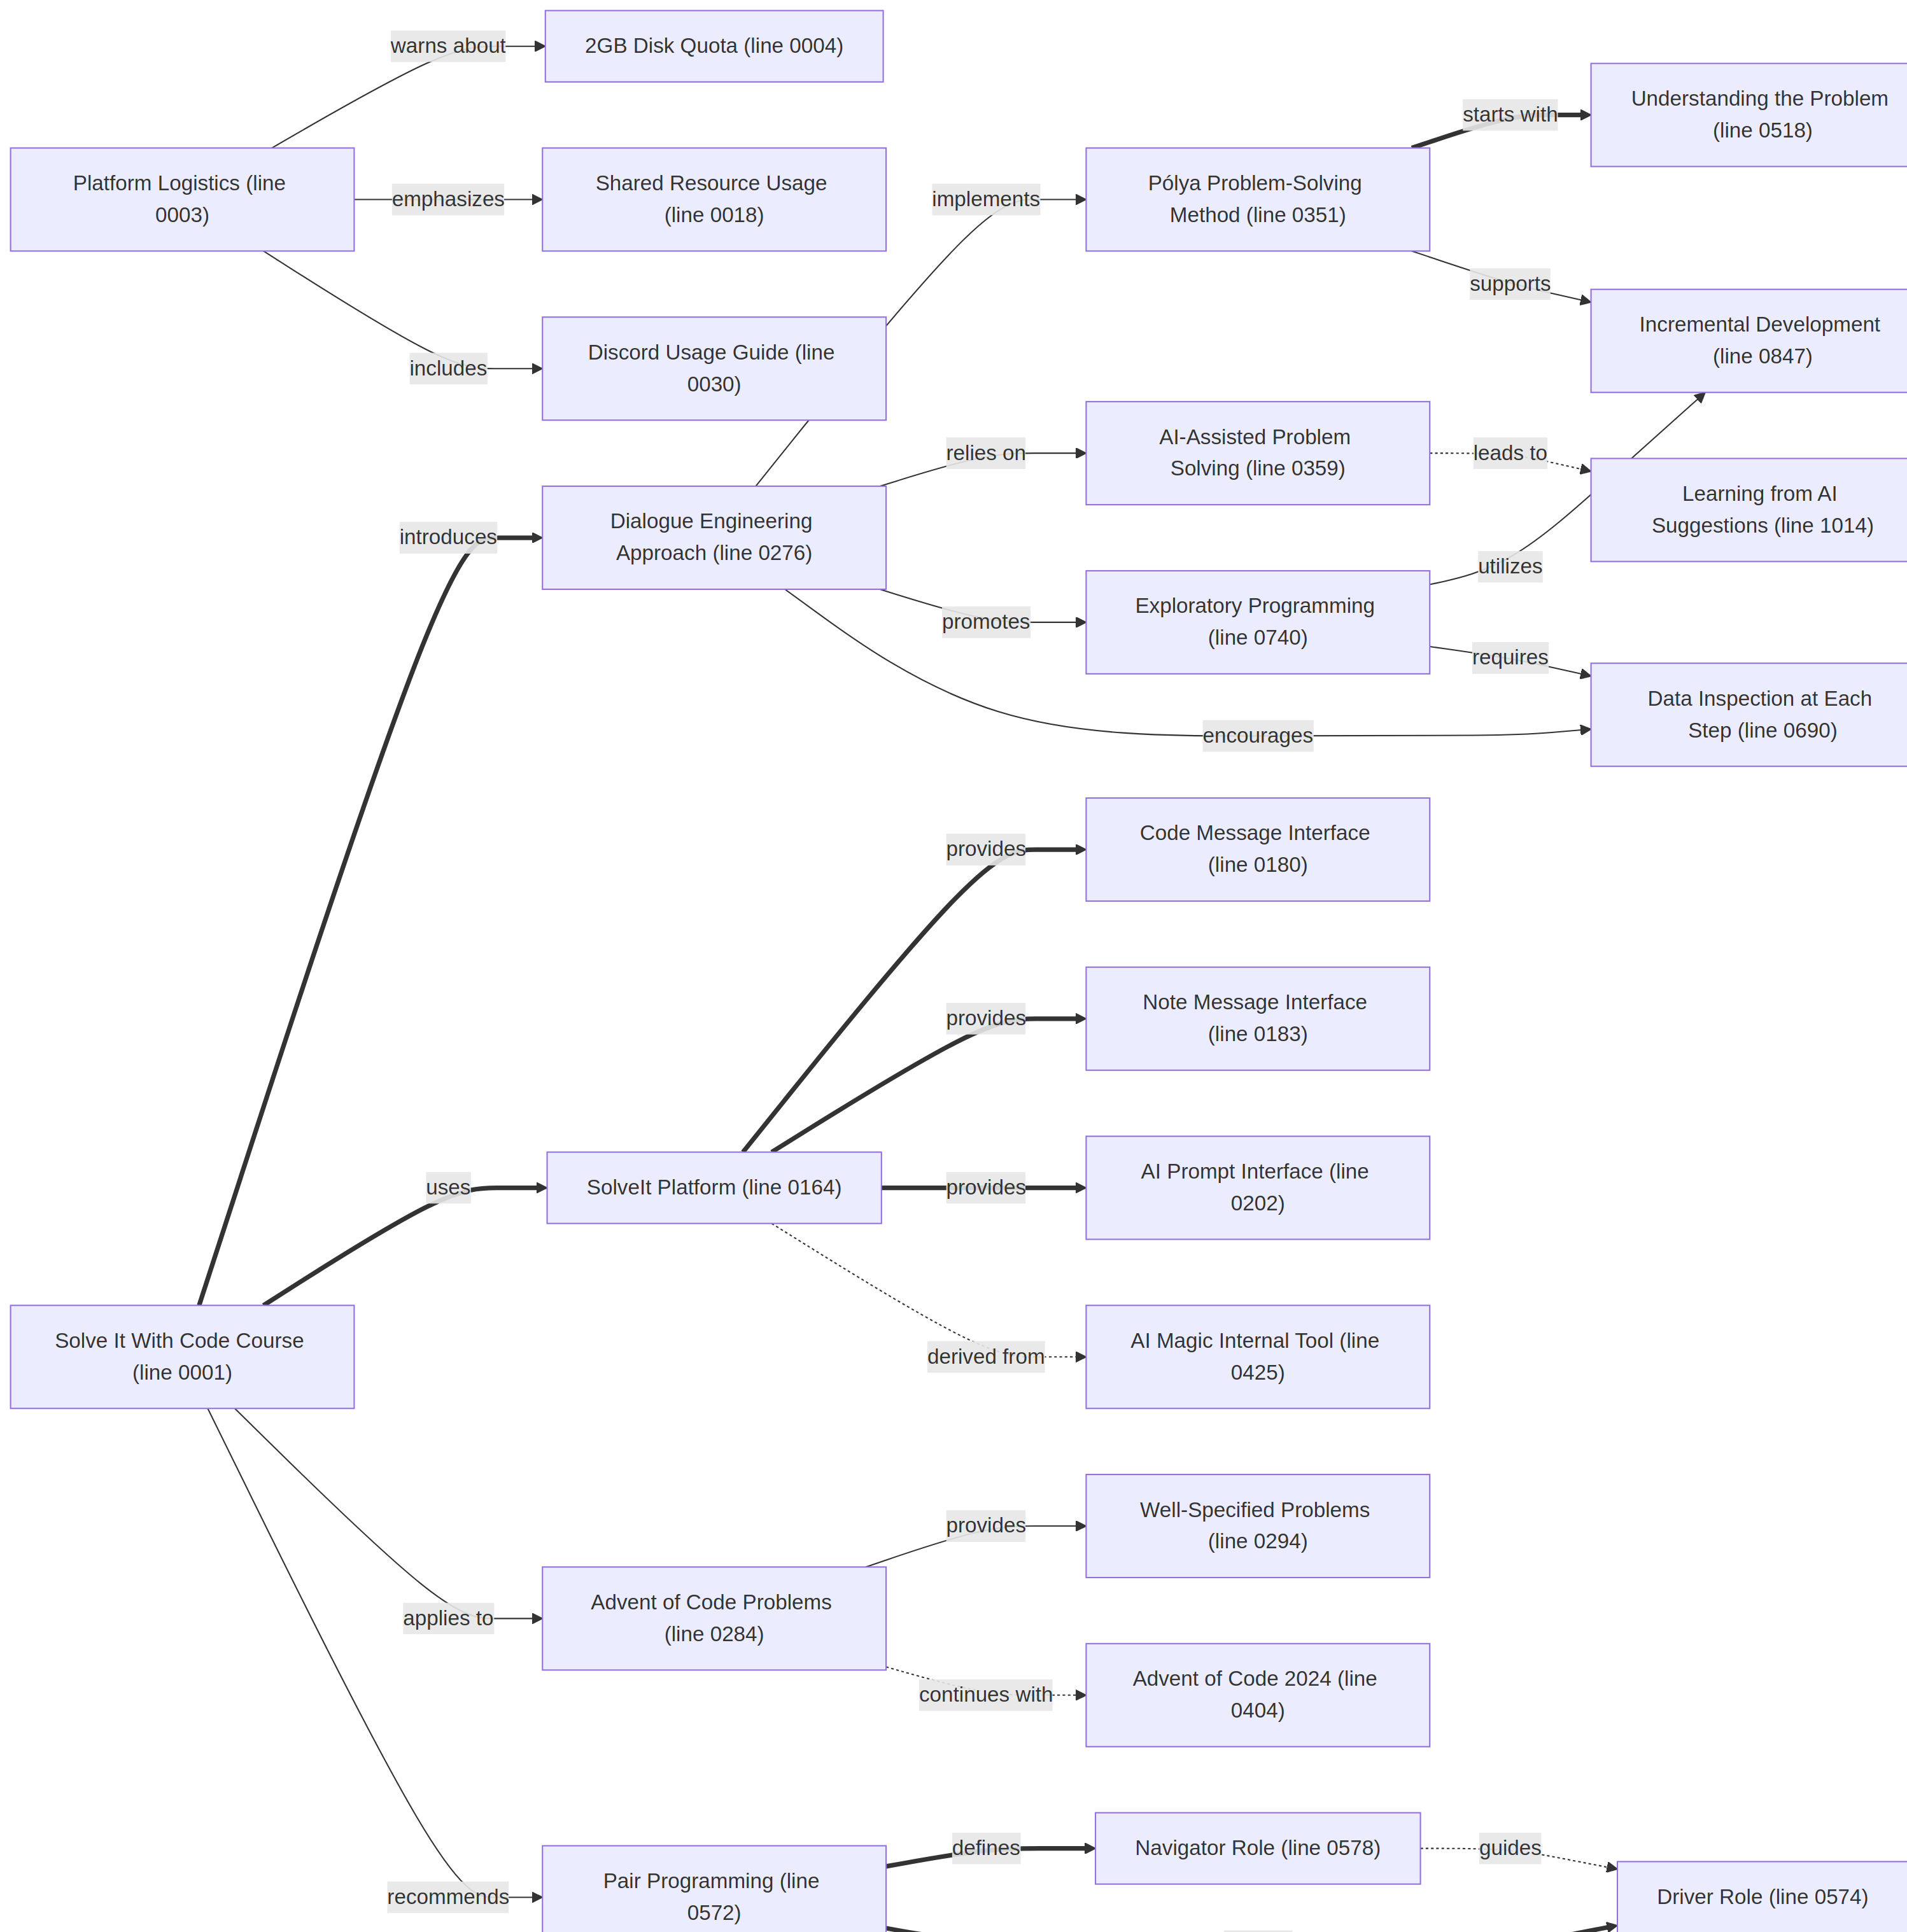 warns about
2GB Disk Quota (line 0004)
Understanding the Problem
(line 0518)
starts with
Platform Logistics (line
0003)
emphasizes
Shared Resource Usage
(line 0018)
implements
Pólya Problem-Solving
Method (line 0351)
supports
Incremental Development
(line 0847)
includes
Discord Usage Guide (line
0030)
relies on
AI-Assisted Problem
Solving (line 0359)
leads to
Learning from AI
Suggestions (line 1014)
introduces
Dialogue Engineering
Approach (line 0276)
utilizes
promotes
Exploratory Programming
(line 0740)
requires
Data Inspection at Each
Step (line 0690)
encourages
provides
Code Message Interface
(line 0180)
provides
Note Message Interface
(line 0183)
uses
SolveIt Platform (line 0164)
provides
AI Prompt Interface (line
0202)
Solve It With Code Course
(line 0001)
derived from
AI Magic Internal Tool (line
0425)
provides
Well-Specified Problems
(line 0294)
applies to
Advent of Code Problems
(line 0284)
continues with
Advent of Code 2024 (line
0404)
defines
Navigator Role (line 0578)
guides
recommends
Pair Programming (line
0572)
Driver Role (line 0574)